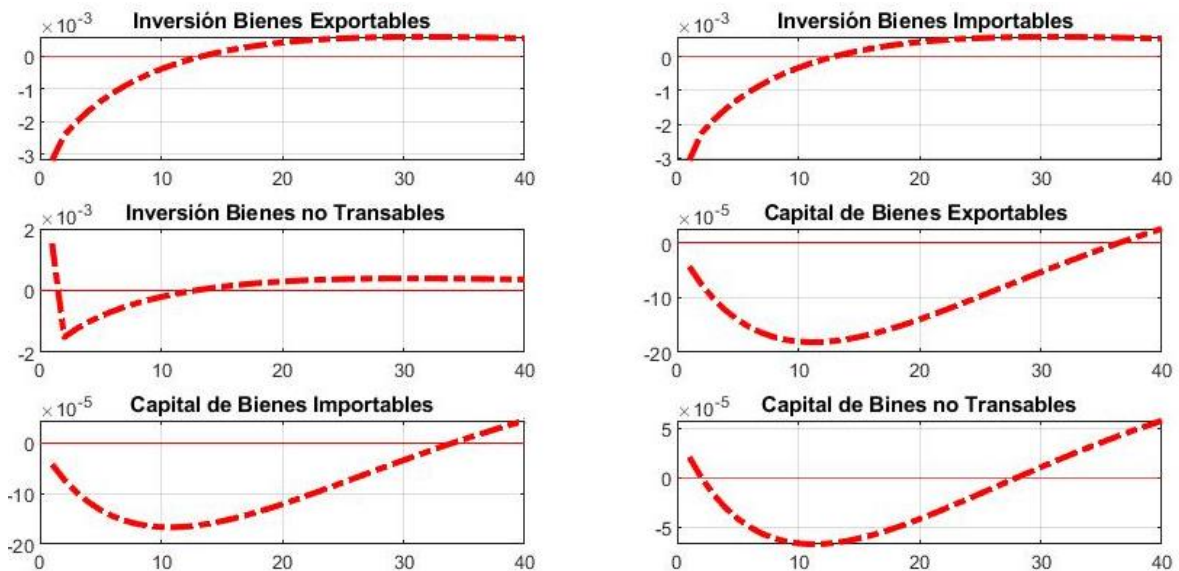 Inversión Bienes Exportables
×10-3
0
-1
-2
-3
0 10 20 30 40
Inversión Bienes Importables
×10-3
0
-1
-2
-3
0 10 20 30 40
Inversión Bienes no Transables
×10-3
2
0
-2
0 10 20 30 40
Capital de Bienes Exportables
×10-5
0
-10
-20
0 10 20 30 40
Capital de Bienes Importables
×10-5
0
-10
-20
0 10 20 30 40
Capital de Bines no Transables
×10-5
5
0
-5
0 10 20 30 40